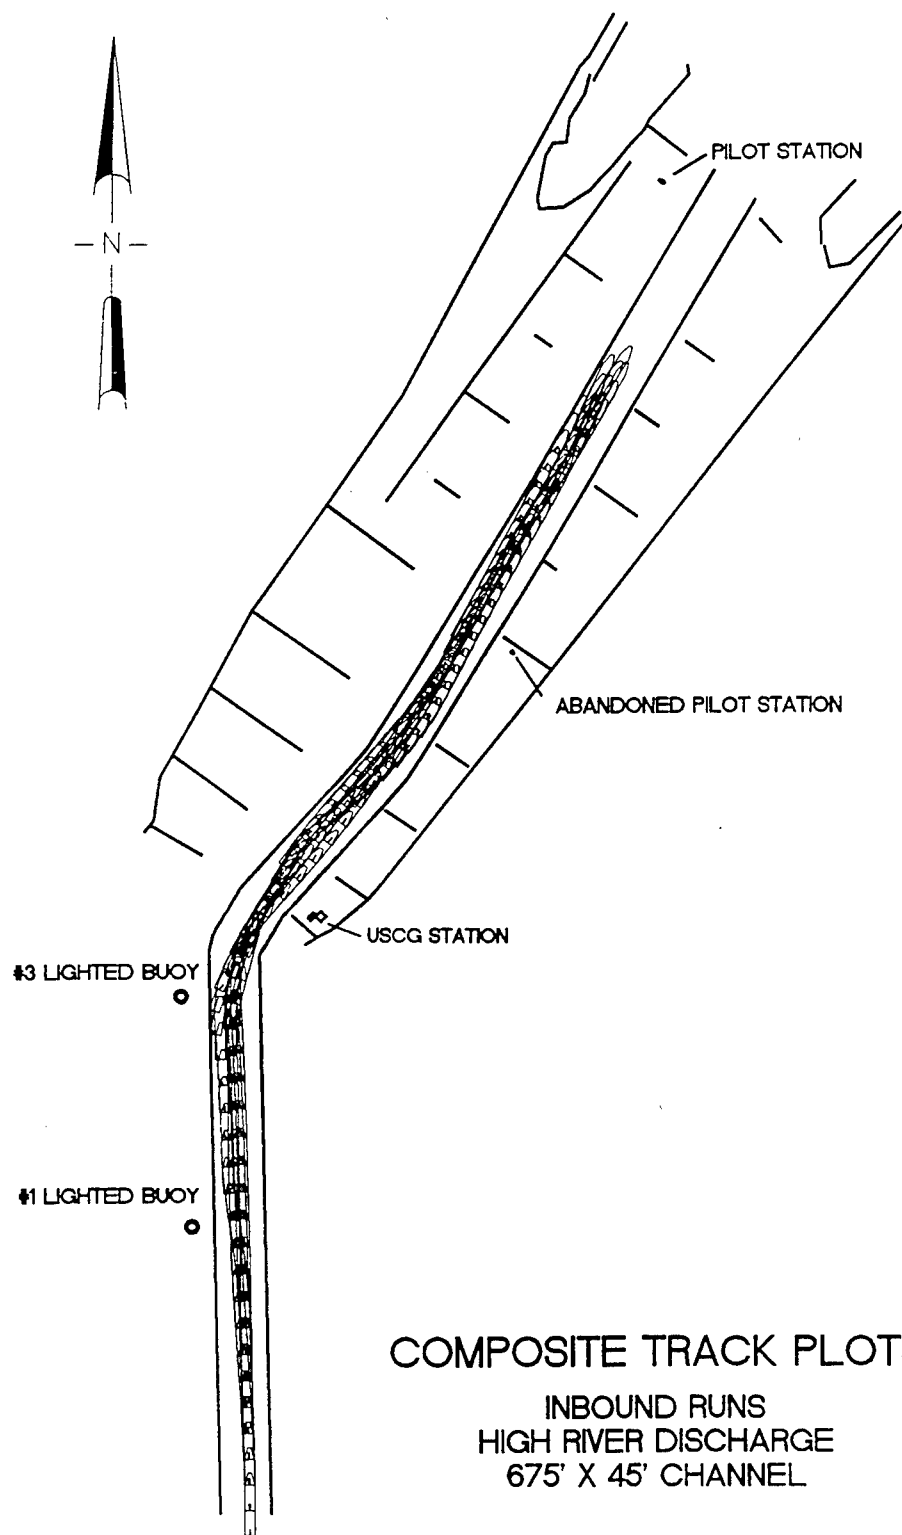 PILOT STATION
N
ABANDONED PILOT STATION
USCG STATION
#3 LIGHTED BUOY
#1 LIGHTED BUOY
COMPOSITE TRACK PLOT
INBOUND RUNS
HIGH RIVER DISCHARGE
675' X 45' CHANNEL